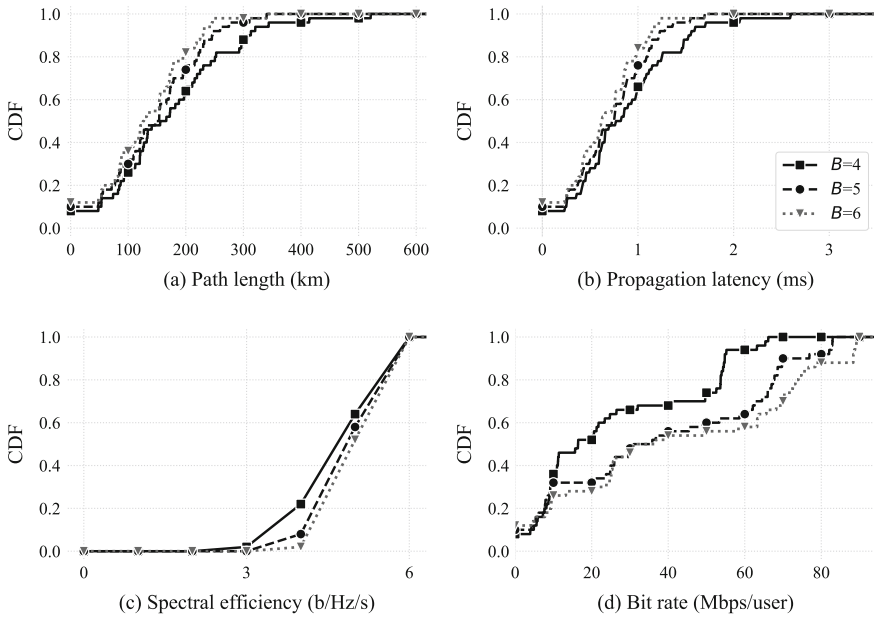 1.0
0.8
0.6
0.4
0.2
0.0
CDF
0 100 200 300 400 500 600
(a) Path length (km)
1.0
0.8
0.6
0.4
0.2
0.0
CDF
B=4
B=5
B=6
0 1 2 3
(b) Propagation latency (ms)
1.0
0.8
0.6
0.4
0.2
0.0
CDF
0 3 6
(c) Spectral efficiency (b/Hz/s)
1.0
0.8
0.6
0.4
0.2
0.0
CDF
0 20 40 60 80
(d) Bit rate (Mbps/user)